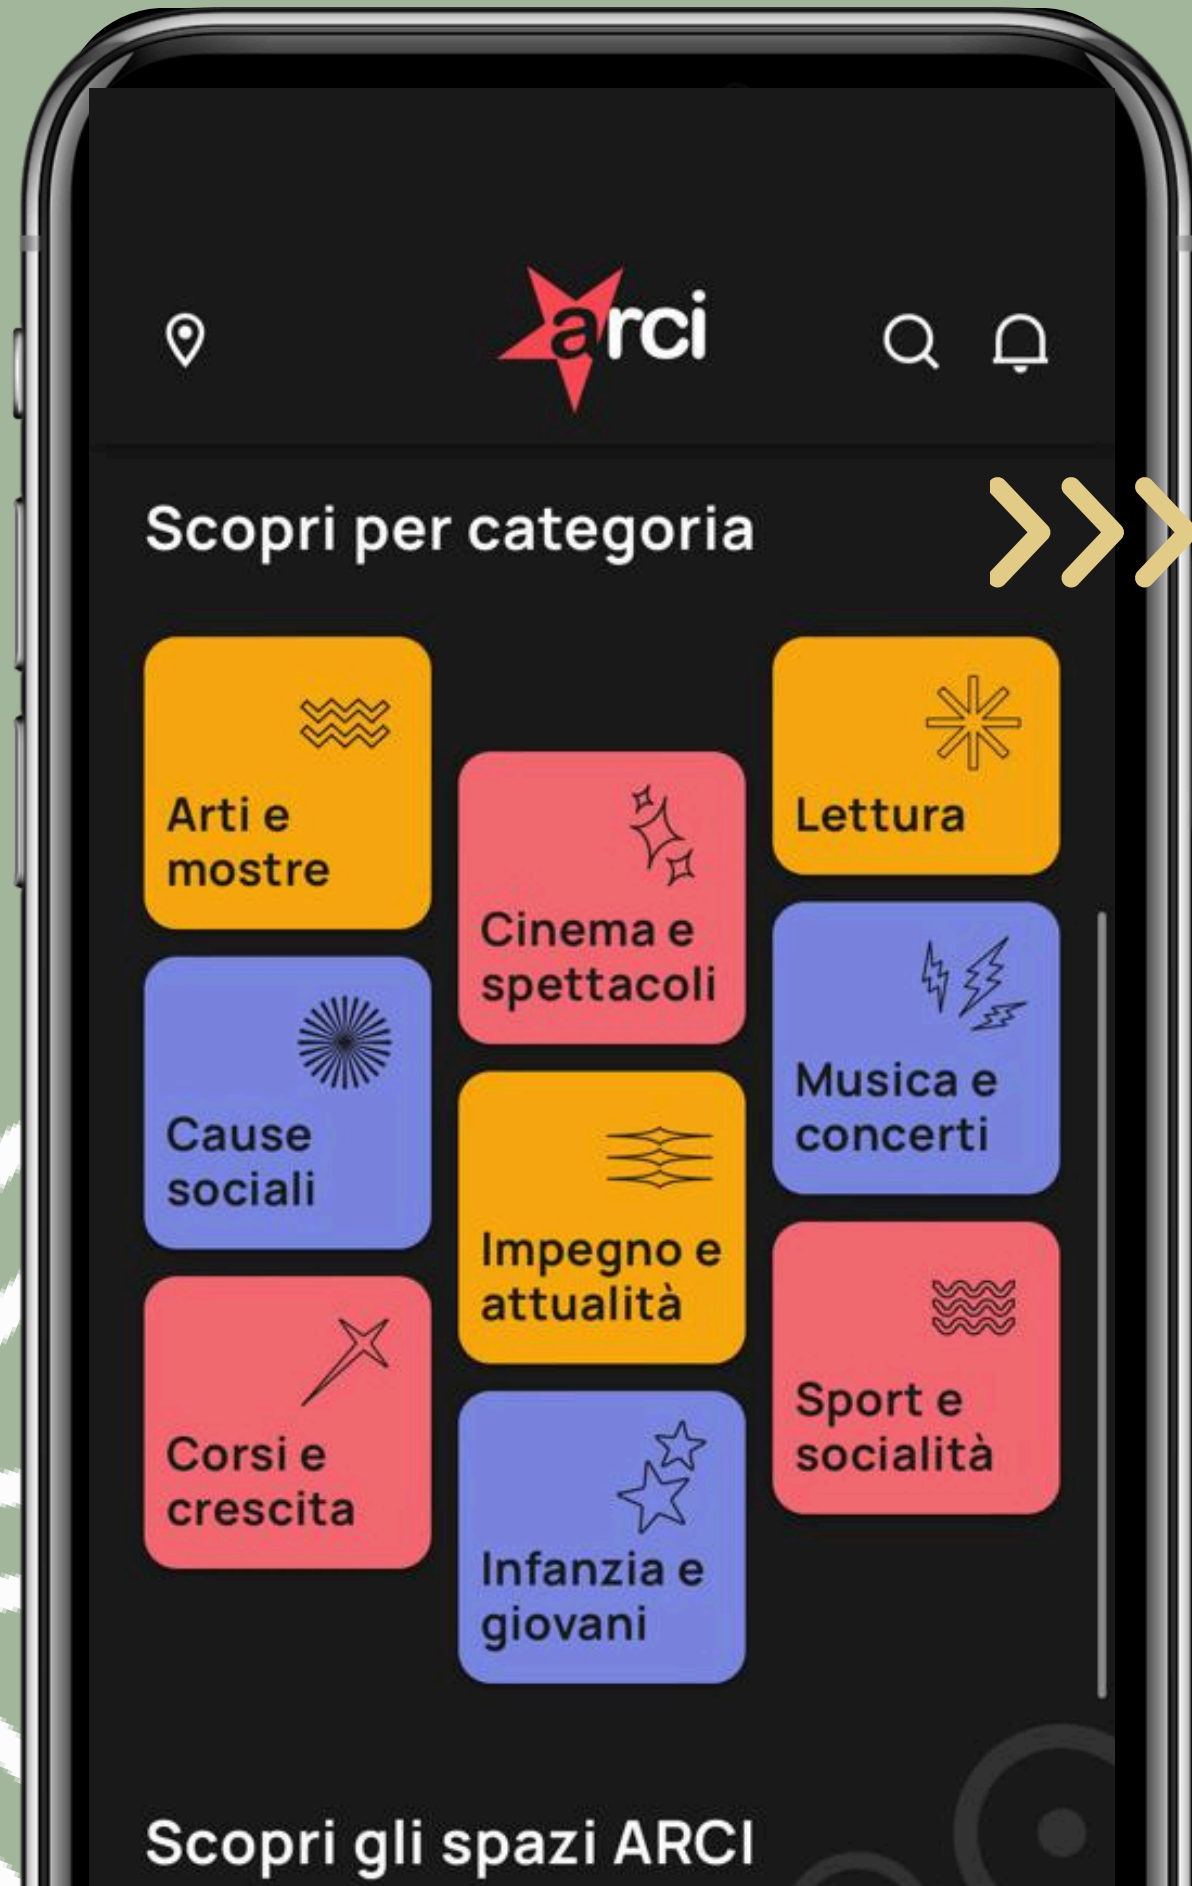 arci
Scopri per categoria
Arti e
mostre
Cinema e
spettacoli
Lettura
Cause
sociali
Impegno e
attualità
Musica e
concerti
Corsi e
crescita
Infanzia e
giovani
Sport e
socialità
Scopri gli spazi ARCI